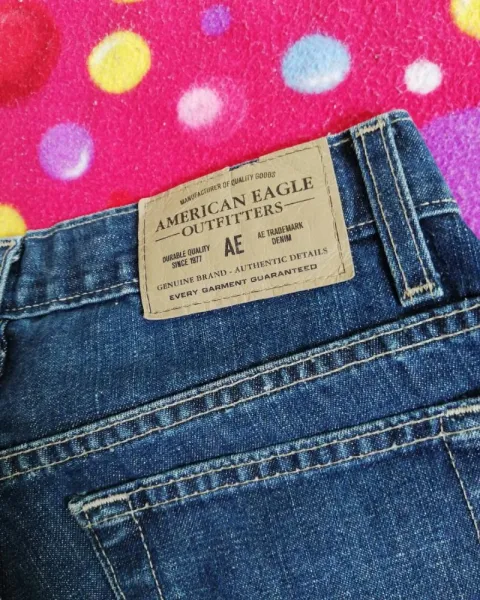 MANUFACTURER OF QUALITY GOODS
AMERICAN EAGLE
OUTFITTERS
DURABLE QUALITY
SINCE 1977
AE
AE TRADEMARK
DENIM
GENUINE BRAND - AUTHENTIC DETAILS
EVERY GARMENT GUARANTEED